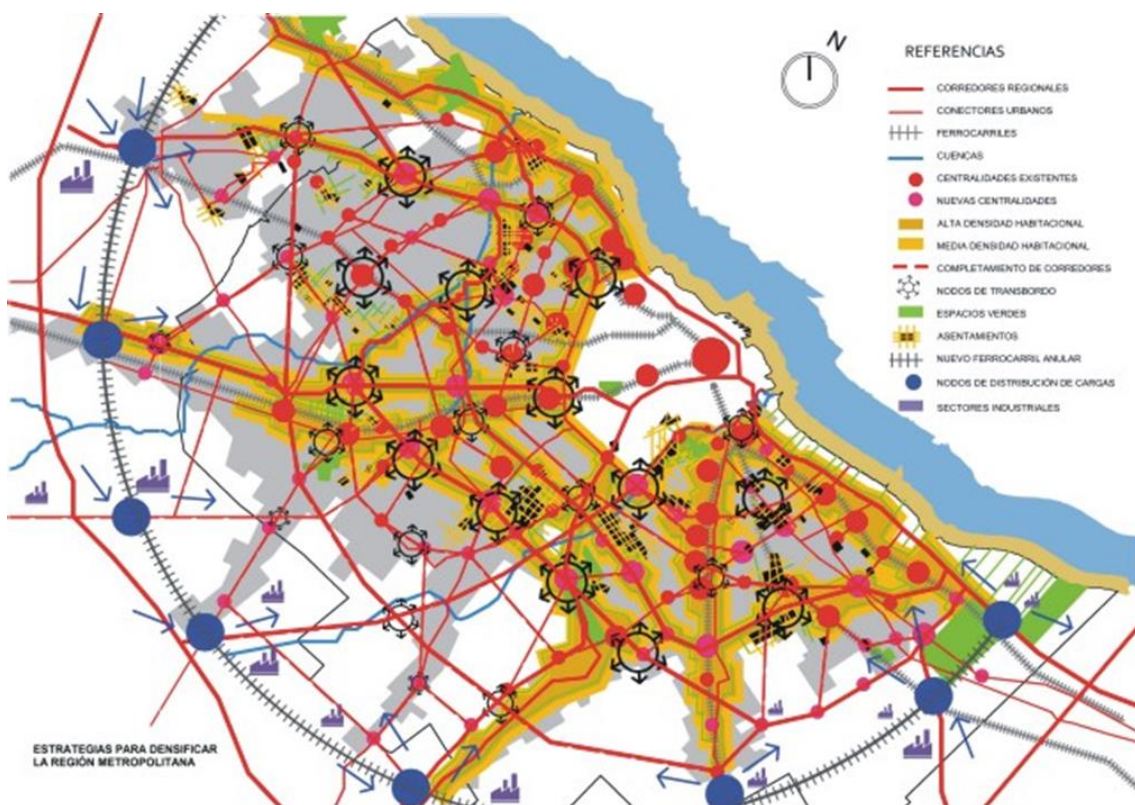 N
REFERENCIAS
CORREDORES REGIONALES
CONECTORES URBANOS
FERROCARRILES
CUENCAS
CENTRALIDADES EXISTENTES
NUEVAS CENTRALIDADES
ALTA DENSIDAD HABITACIONAL
MEDIA DENSIDAD HABITACIONAL
COMPLETAMIENTO DE CORREDORES
NODOS DE TRANSBORDO
ESPACIOS VERDES
ASENTAMIENTOS
NUEVO FERROCARRIL ANULAR
NODOS DE DISTRIBUCIÓN DE CARGAS
SECTORES INDUSTRIALES
ESTRATEGIAS PARA DENSIFICAR
LA REGIÓN METROPOLITANA